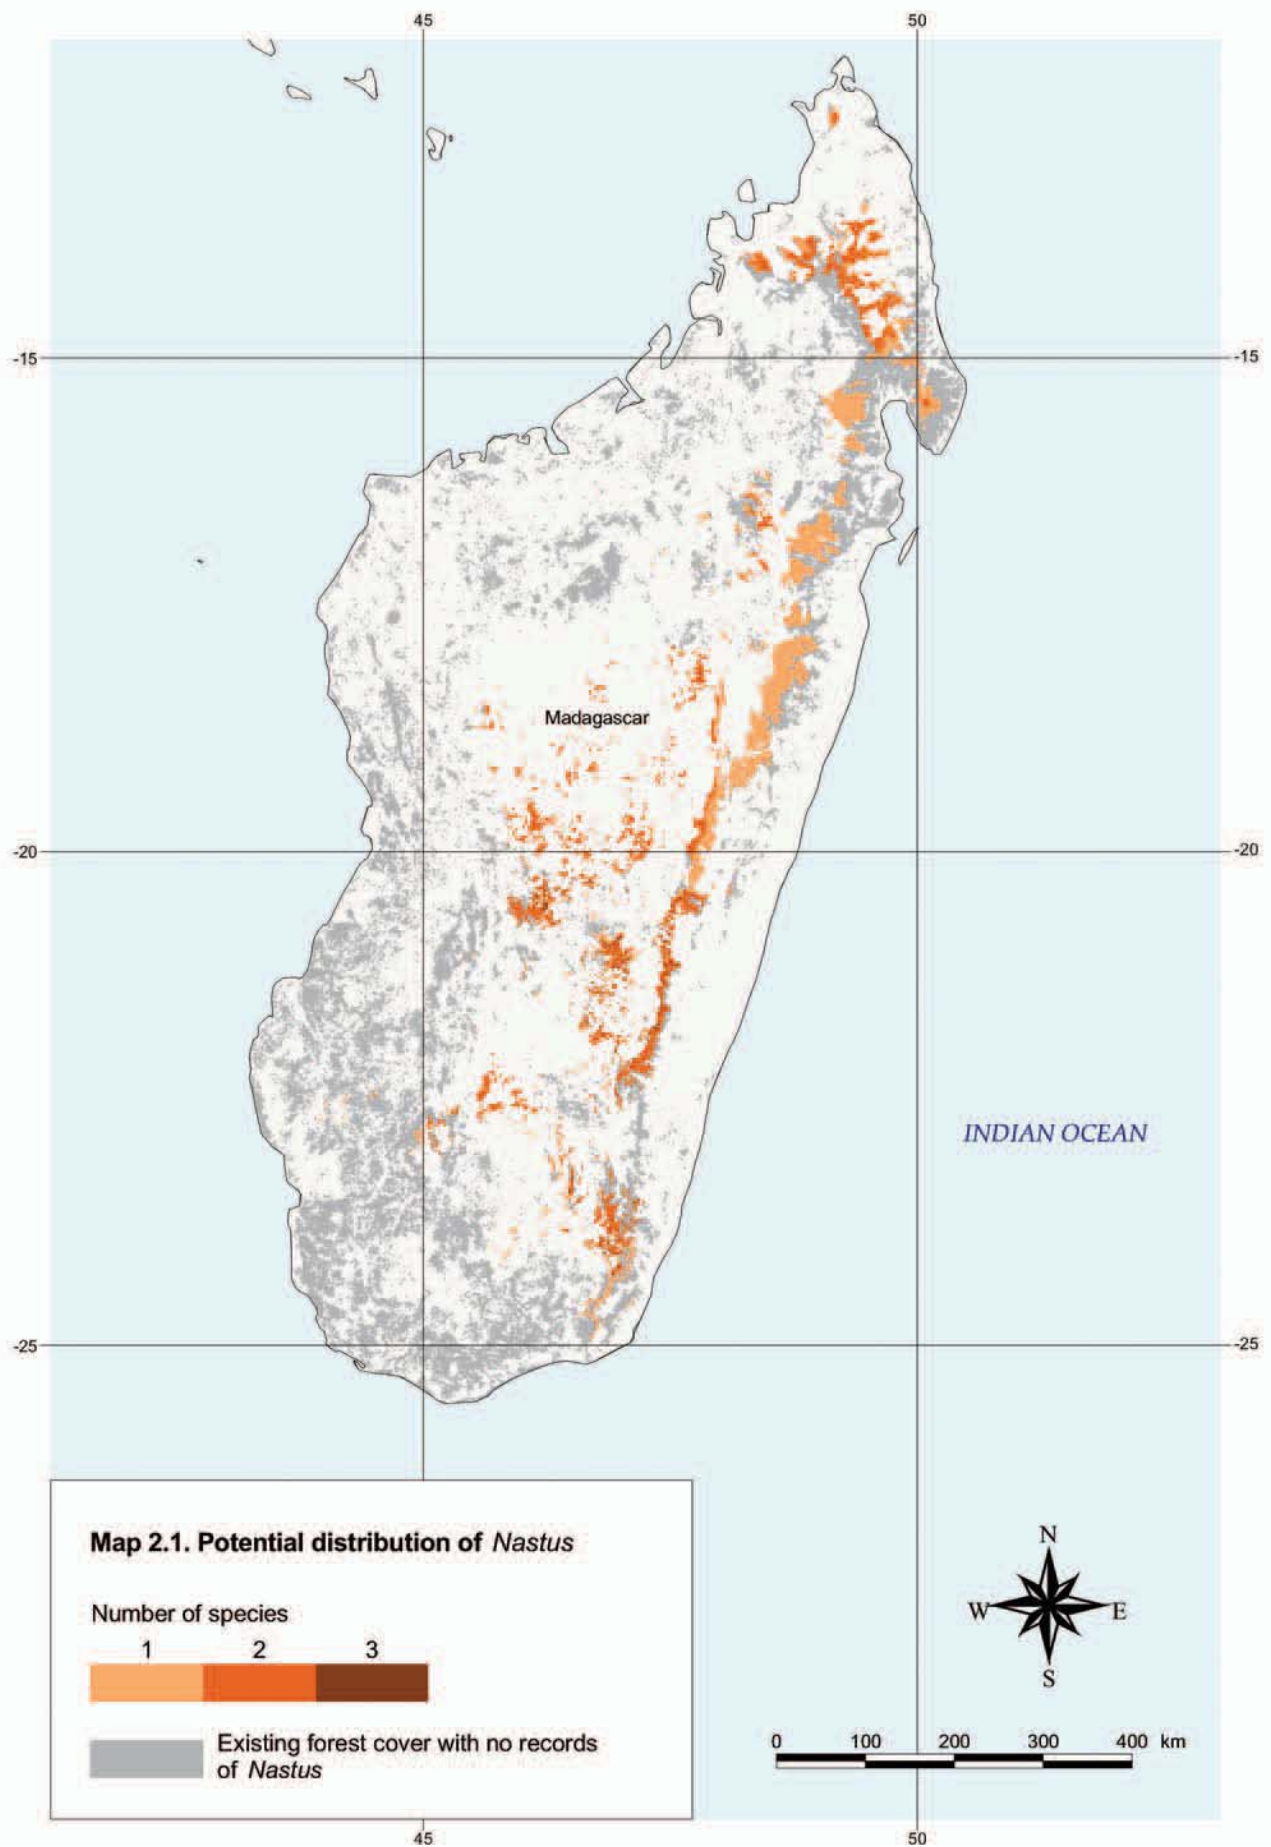 45 50
-15 -15
Madagascar
-20 -20
INDIAN OCEAN
-25 -25
Map 2.1. Potential distribution of Nastus
Number of species
1 2 3
Existing forest cover with no records
of Nastus
N
W E
S
0 100 200 300 400 km
45 50